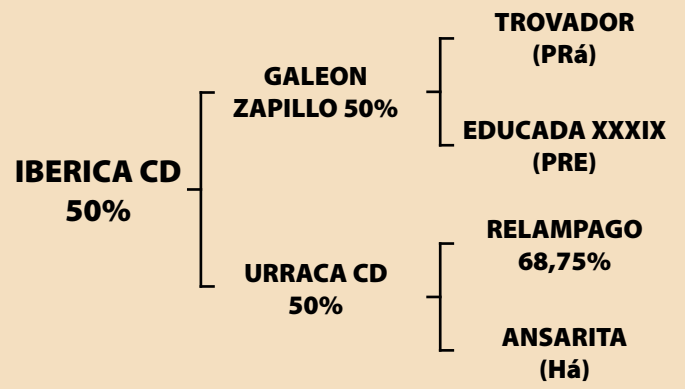 IBERICA CD
50%
GALEON
ZAPILLO 50%
TROVADOR
(PRá)
EDUCADA XXXIX
(PRE)
URRACA CD
50%
RELAMPAGO
68,75%
ANSARITA
(Há)